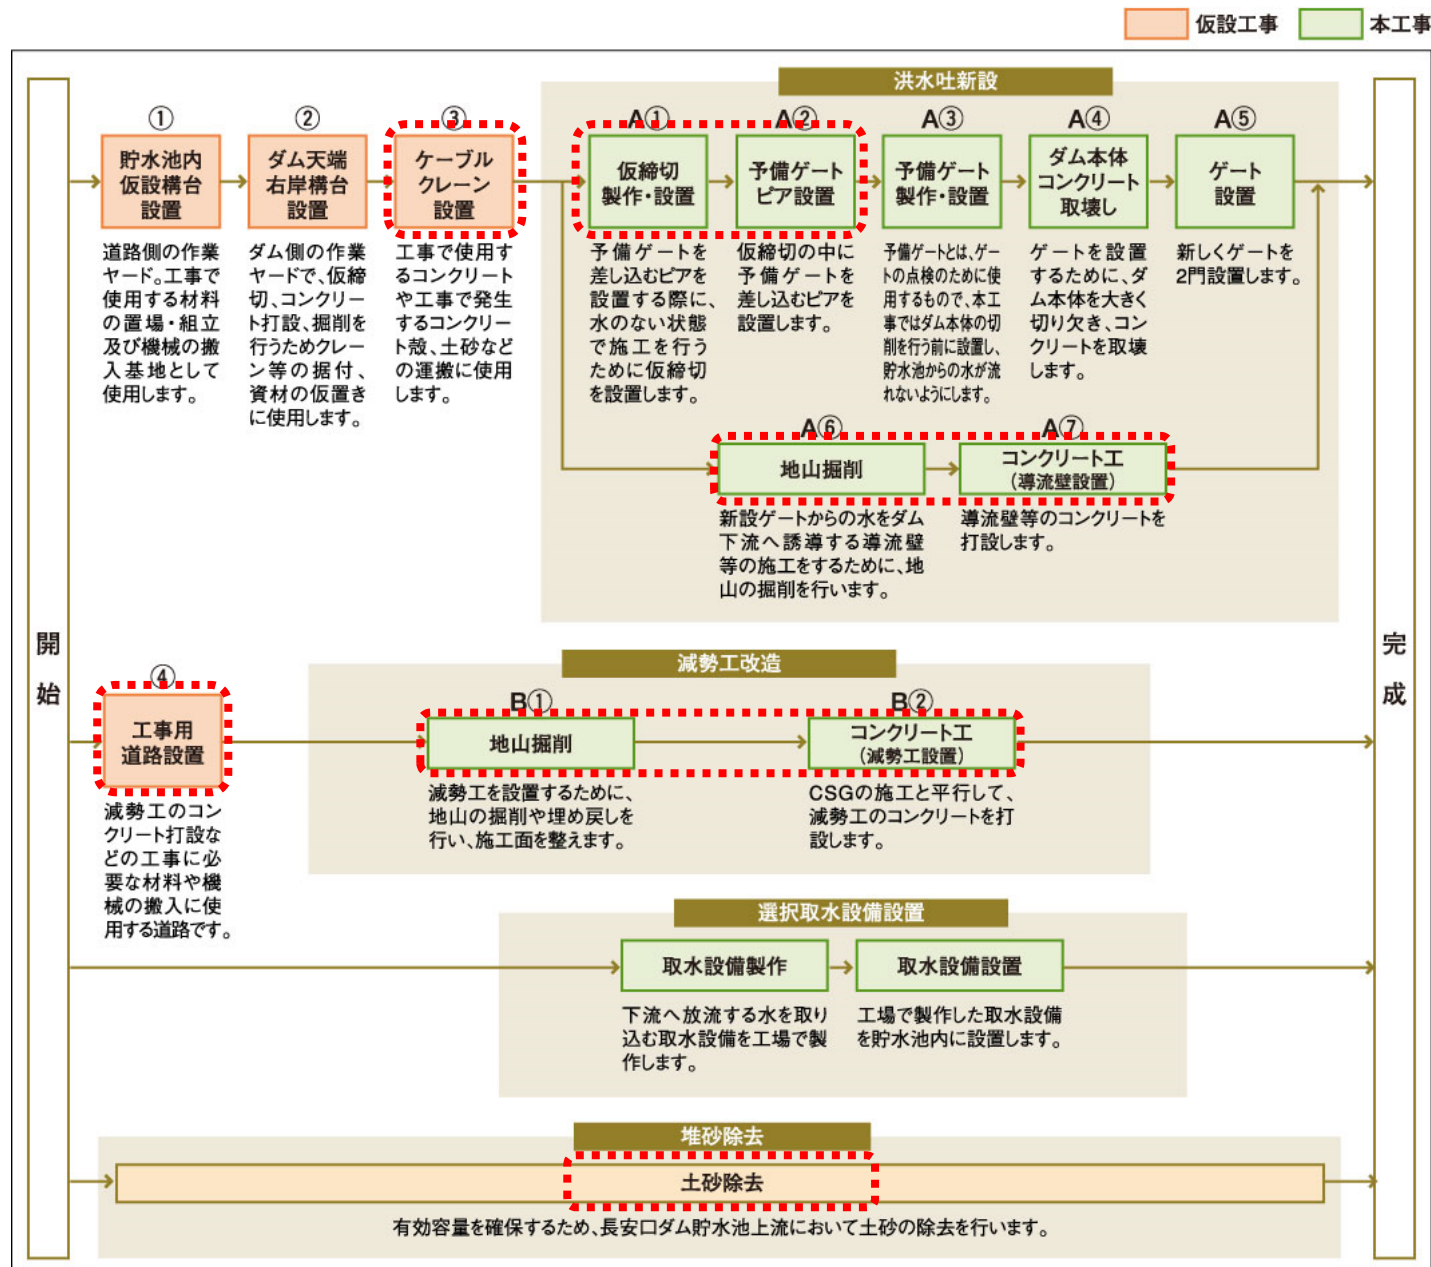 仮設工事
本工事
開始
完成
洪水吐新設
①
貯水池内
仮設構台
設置
道路側の作業
ヤード。工事で
使用する材料
の置場・組立
及び機械の搬
入基地として
使用します。
②
ダム天端
右岸構台
設置
ダム側の作業
ヤードで、仮締
切、コンクリー
ト打設、掘削を
行うためクレー
ン等の据付、
資材の仮置き
に使用します。
③
ケーブル
クレーン
設置
工事で使用す
るコンクリート
や工事で発生
するコンクリー
ト殻、土砂など
の運搬に使用
します。
A①
仮締切
製作・設置
予備ゲートを
差し込むピアを
設置する際に、
水のない状態
で施工を行う
ために仮締切
を設置します。
A②
予備ゲート
ピア設置
仮締切の中に
予備ゲートを
差し込むピアを
設置します。
A③
予備ゲート
製作・設置
予備ゲートとは、ゲー
トの点検のために使
用するもので、本工
事ではダム本体の切
削を行う前に設置し、
貯水池からの水が流
れないようにします。
A④
ダム本体
コンクリート
取壊し
ゲートを設置
するために、ダ
ム本体を大きく
切り欠き、コン
クリートを取壊
します。
A⑤
ゲート
設置
新しくゲートを
2門設置します。
A⑥
地山掘削
新設ゲートからの水をダム
下流へ誘導する導流壁
等の施工をするために、地
山の掘削を行います。
A⑦
コンクリート工
（導流壁設置）
導流壁等のコンクリートを
打設します。
減勢工改造
④
工事用
道路設置
減勢工のコン
クリート打設な
どの工事に必
要な材料や機
械の搬入に使
用する道路です。
B①
地山掘削
減勢工を設置するために、
地山の掘削や埋め戻しを
行い、施工面を整えます。
B②
コンクリート工
（減勢工設置）
CSGの施工と平行して、
減勢工のコンクリートを打
設します。
選択取水設備設置
取水設備製作
下流へ放流する水を取り
込む取水設備を工場で製
作します。
取水設備設置
工場で製作した取水設備
を貯水池内に設置します。
堆砂除去
土砂除去
有効容量を確保するため、長安口ダム貯水池上流において土砂の除去を行います。